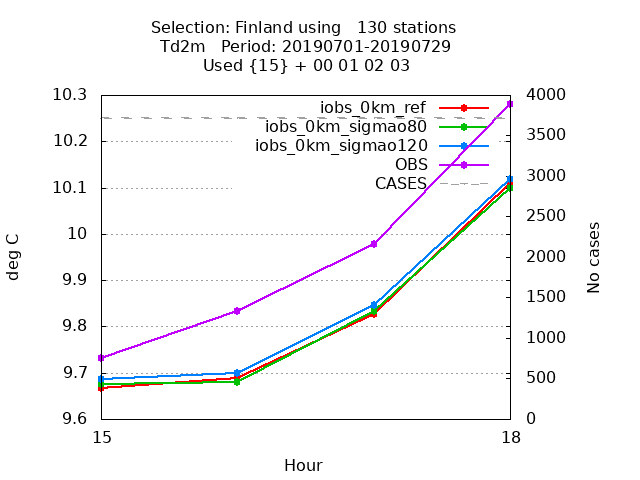 Selection: Finland using   130 stations
Td2m   Period: 20190701-20190729
Used {15} + 00 01 02 03
10.3
10.2
10.1
10
9.9
9.8
9.7
9.6
deg C
4000
3500
3000
2500
2000
1500
1000
500
0
No cases
iobs_0km_ref
iobs_0km_sigmao80
iobs_0km_sigmao120
OBS
CASES
15
18
Hour